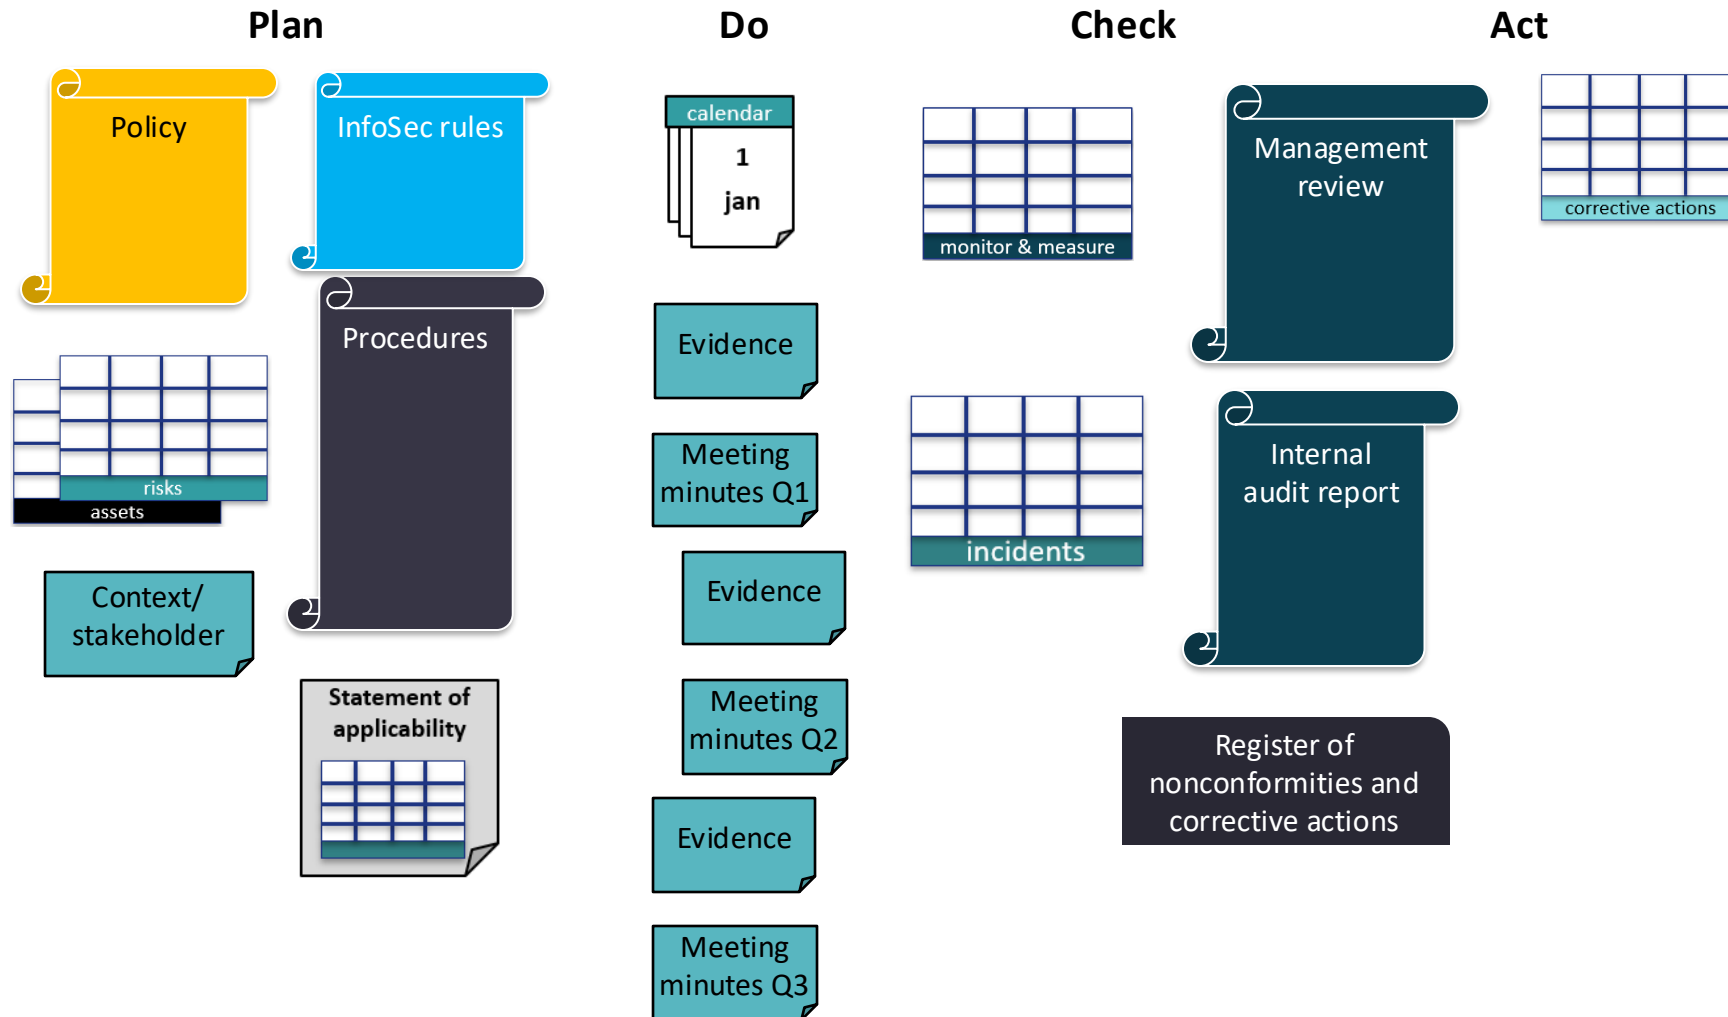 Plan
Do
Check
Act
Policy
InfoSec rules
Procedures
risks
assets
Context/
stakeholder
Statement of
applicability
calendar
1
jan
Evidence
Meeting
minutes Q1
Evidence
Meeting
minutes Q2
Evidence
Meeting
minutes Q3
monitor & measure
incidents
Management
review
Internal
audit report
Register of
nonconformities and
corrective actions
corrective actions